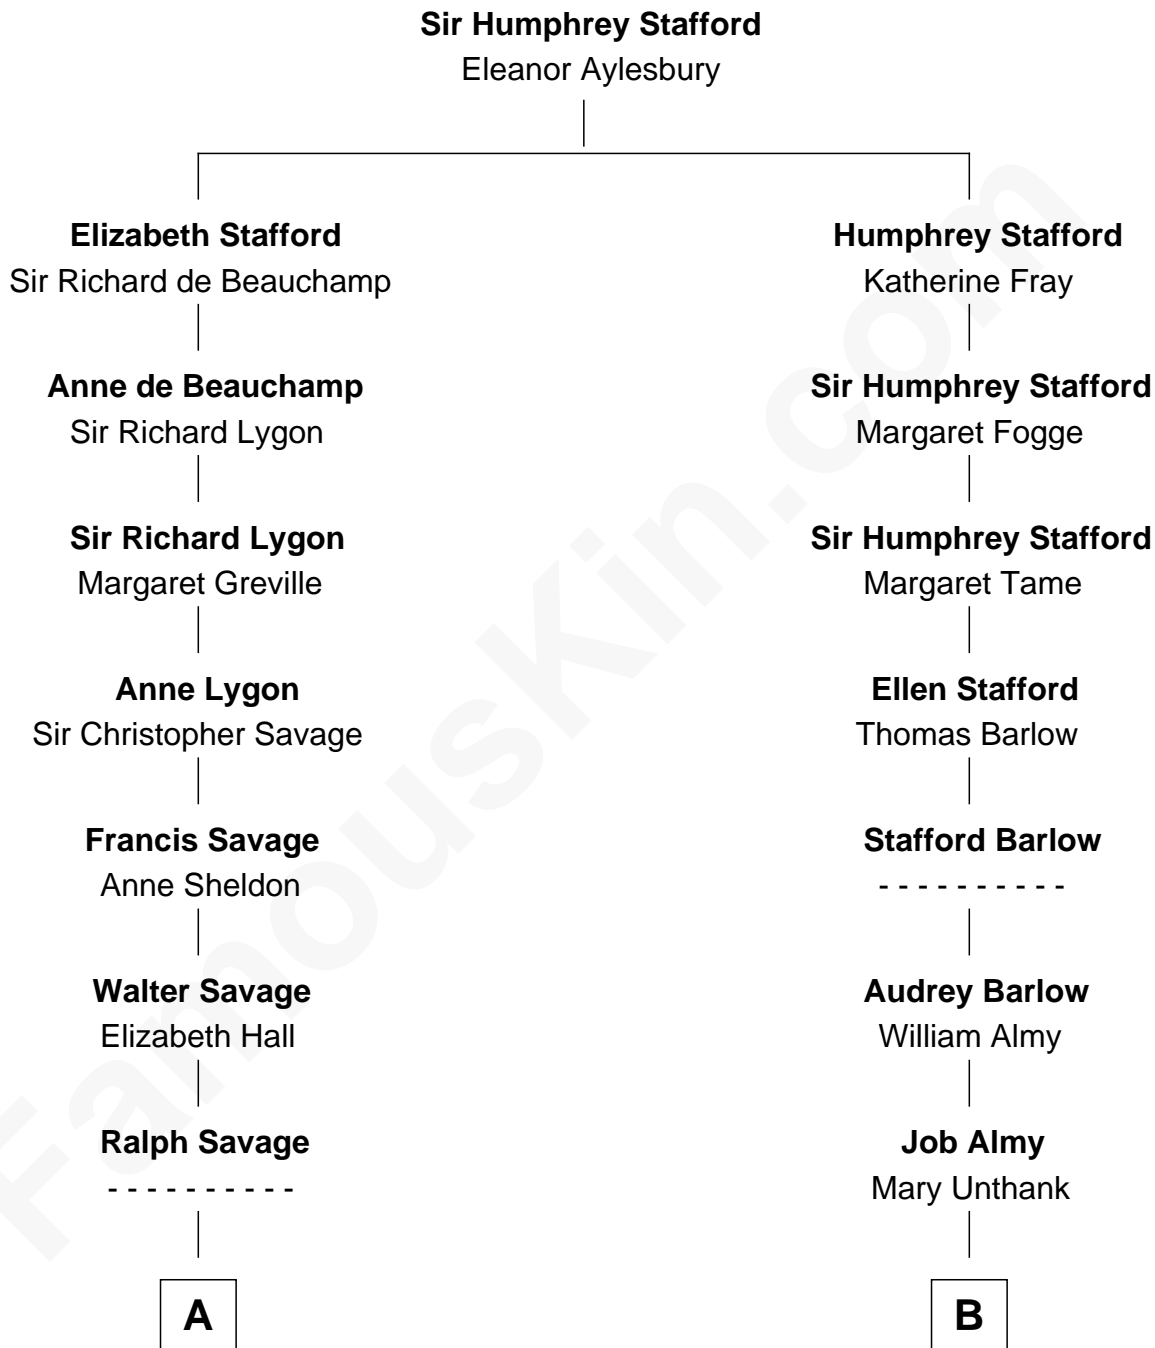 Sir Humphrey Stafford
Eleanor Aylesbury
Elizabeth Stafford
Sir Richard de Beauchamp
Humphrey Stafford
Katherine Fray
Anne de Beauchamp
Sir Richard Lygon
Sir Humphrey Stafford
Margaret Fogge
Sir Richard Lygon
Margaret Greville
Sir Humphrey Stafford
Margaret Tame
Anne Lygon
Sir Christopher Savage
Ellen Stafford
Thomas Barlow
Francis Savage
Anne Sheldon
Stafford Barlow
- - - - - - - - - -
Walter Savage
Elizabeth Hall
Audrey Barlow
William Almy
Ralph Savage
- - - - - - - - - -
Job Almy
Mary Unthank
A
B
FamousKin.com